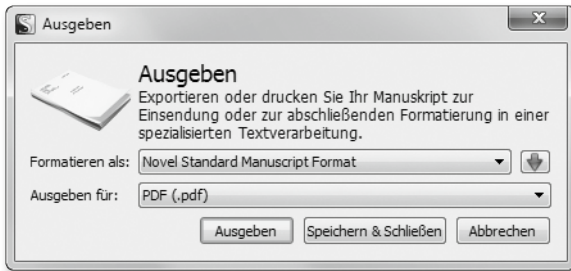 Ausgeben
Ausgeben
Exportieren oder drucken Sie Ihr Manuskript zur
Einsendung oder zur abschließenden Formatierung in einer
spezialisierten Textverarbeitung.
Formatieren als: Novel Standard Manuscript Format
Ausgeben für: PDF (.pdf)
Ausgeben Speichern & Schließen Abbrechen